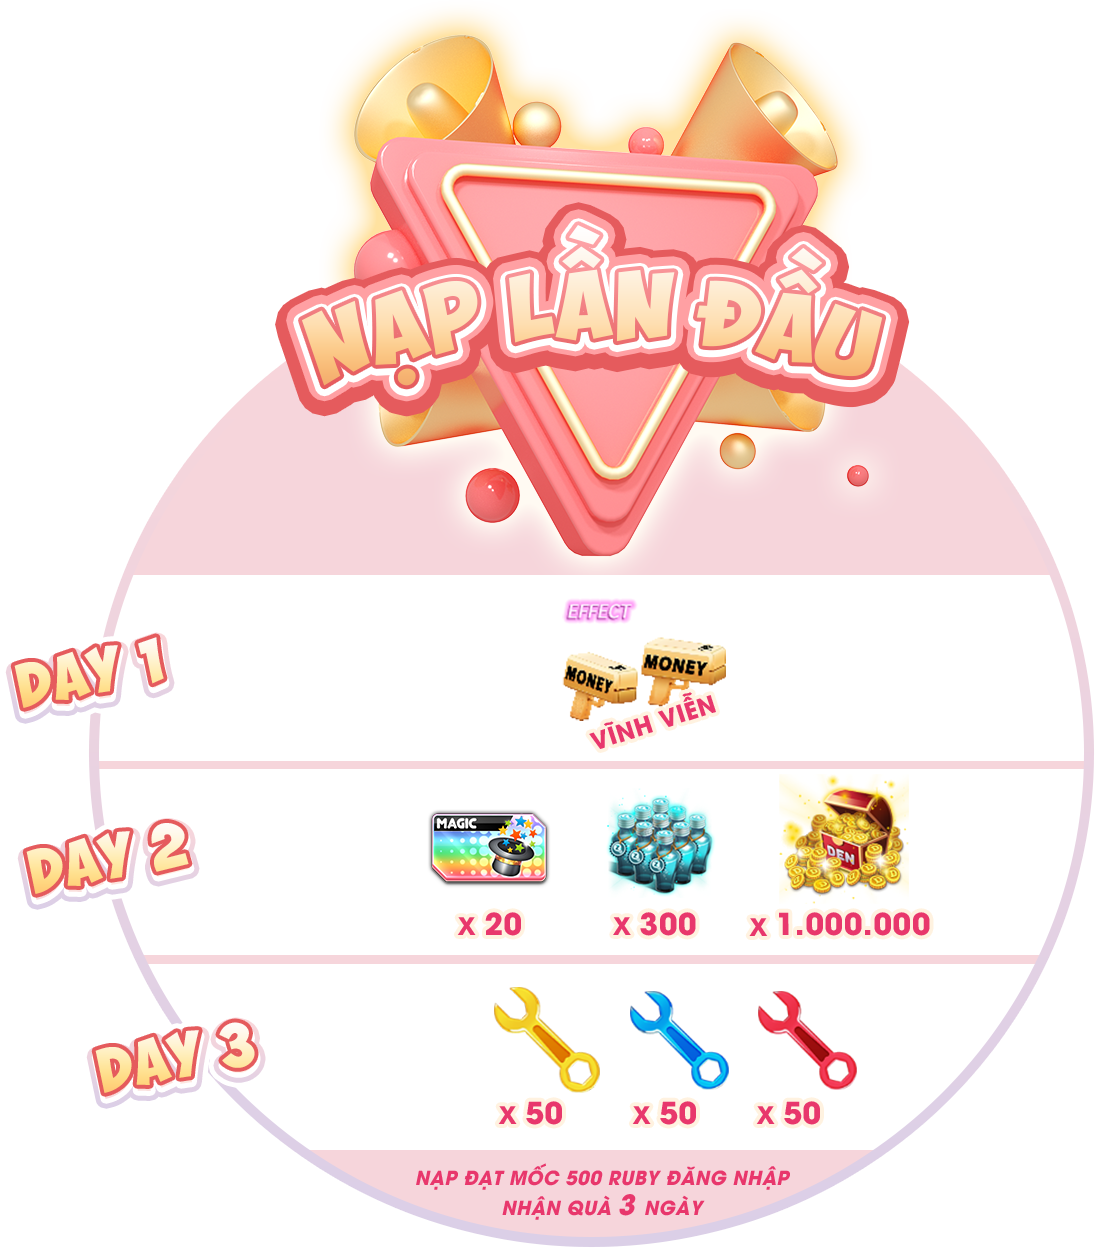 NẠP LẦN ĐẦU
EFFECT
DAY 1
MONEY MONEY
VĨNH VIỄN
MAGIC
DAY 2
DEN
x 20 x 300 x 1.000.000
DAY 3
x 50 x 50 x 50
NẠP ĐẠT MỐC 500 RUBY ĐĂNG NHẬP
NHẬN QUÀ 3 NGÀY